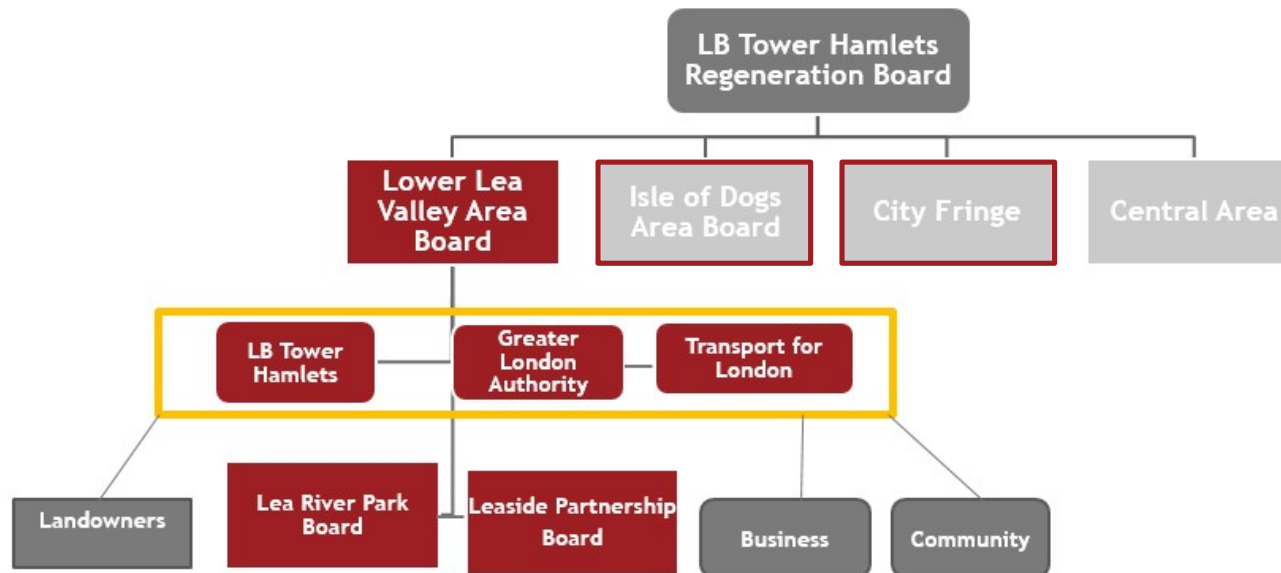 LB Tower Hamlets
Regeneration Board
Lower Lea
Valley Area
Board
Isle of Dogs
Area Board
City Fringe
Central Area
LB Tower
Hamlets
Greater
London
Authority
Transport for
London
Landowners
Lea River Park
Board
Leaside Partnership
Board
Business
Community